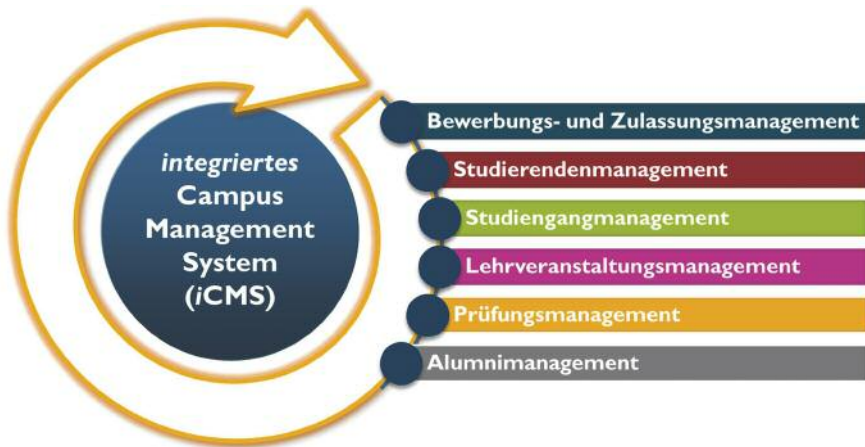 integriertes
Campus
Management
System
(iCMS)
Bewerbungs- und Zulassungsmanagement
Studierendenmanagement
Studiengangmanagement
Lehrveranstaltungsmanagement
Prüfungsmanagement
Alumnimanagement